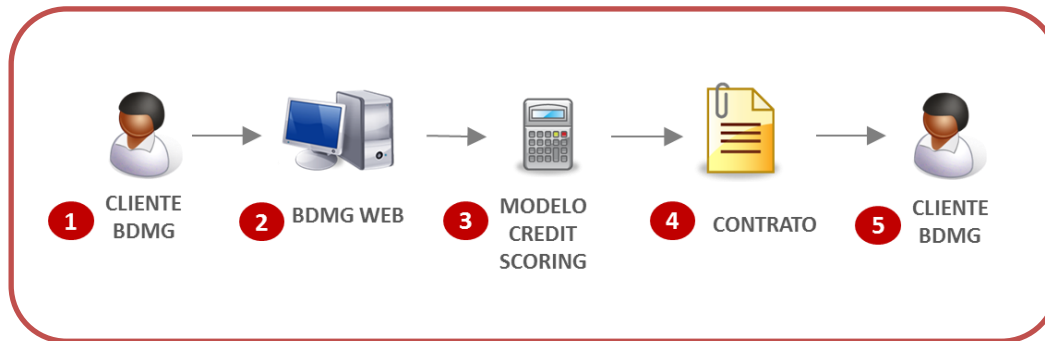 1
CLIENTE
BDMG
2
BDMG WEB
3
MODELO
CREDIT
SCORING
4
CONTRATO
5
CLIENTE
BDMG